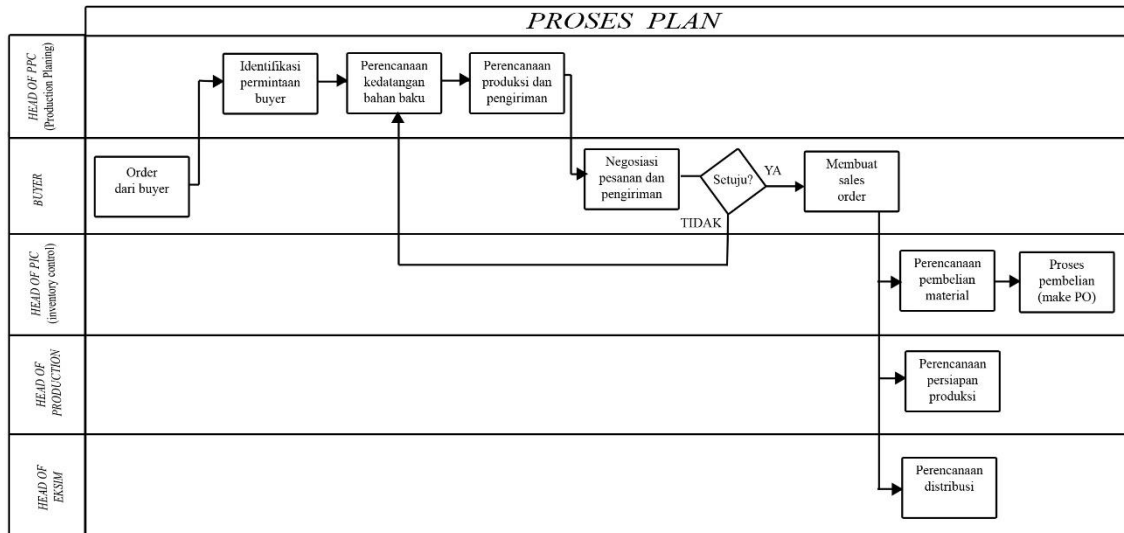 PROSES PLAN
HEAD OF PPC
(Production Planing)
Identifikasi
permintaan
buyer
Perencanaan
kedatangan
bahan baku
Perencanaan
produksi dan
pengiriman
BUYER
Order
dari buyer
Negosiasi
pesanan dan
pengiriman
Setuju?
YA
TIDAK
Membuat
sales
order
HEAD OF PIC
(inventory control)
Perencanaan
pembelian
material
Proses
pembelian
(make PO)
HEAD OF
PRODUCTION
Perencanaan
persiapan
produksi
HEAD OF
EKSIM
Perencanaan
distribusi